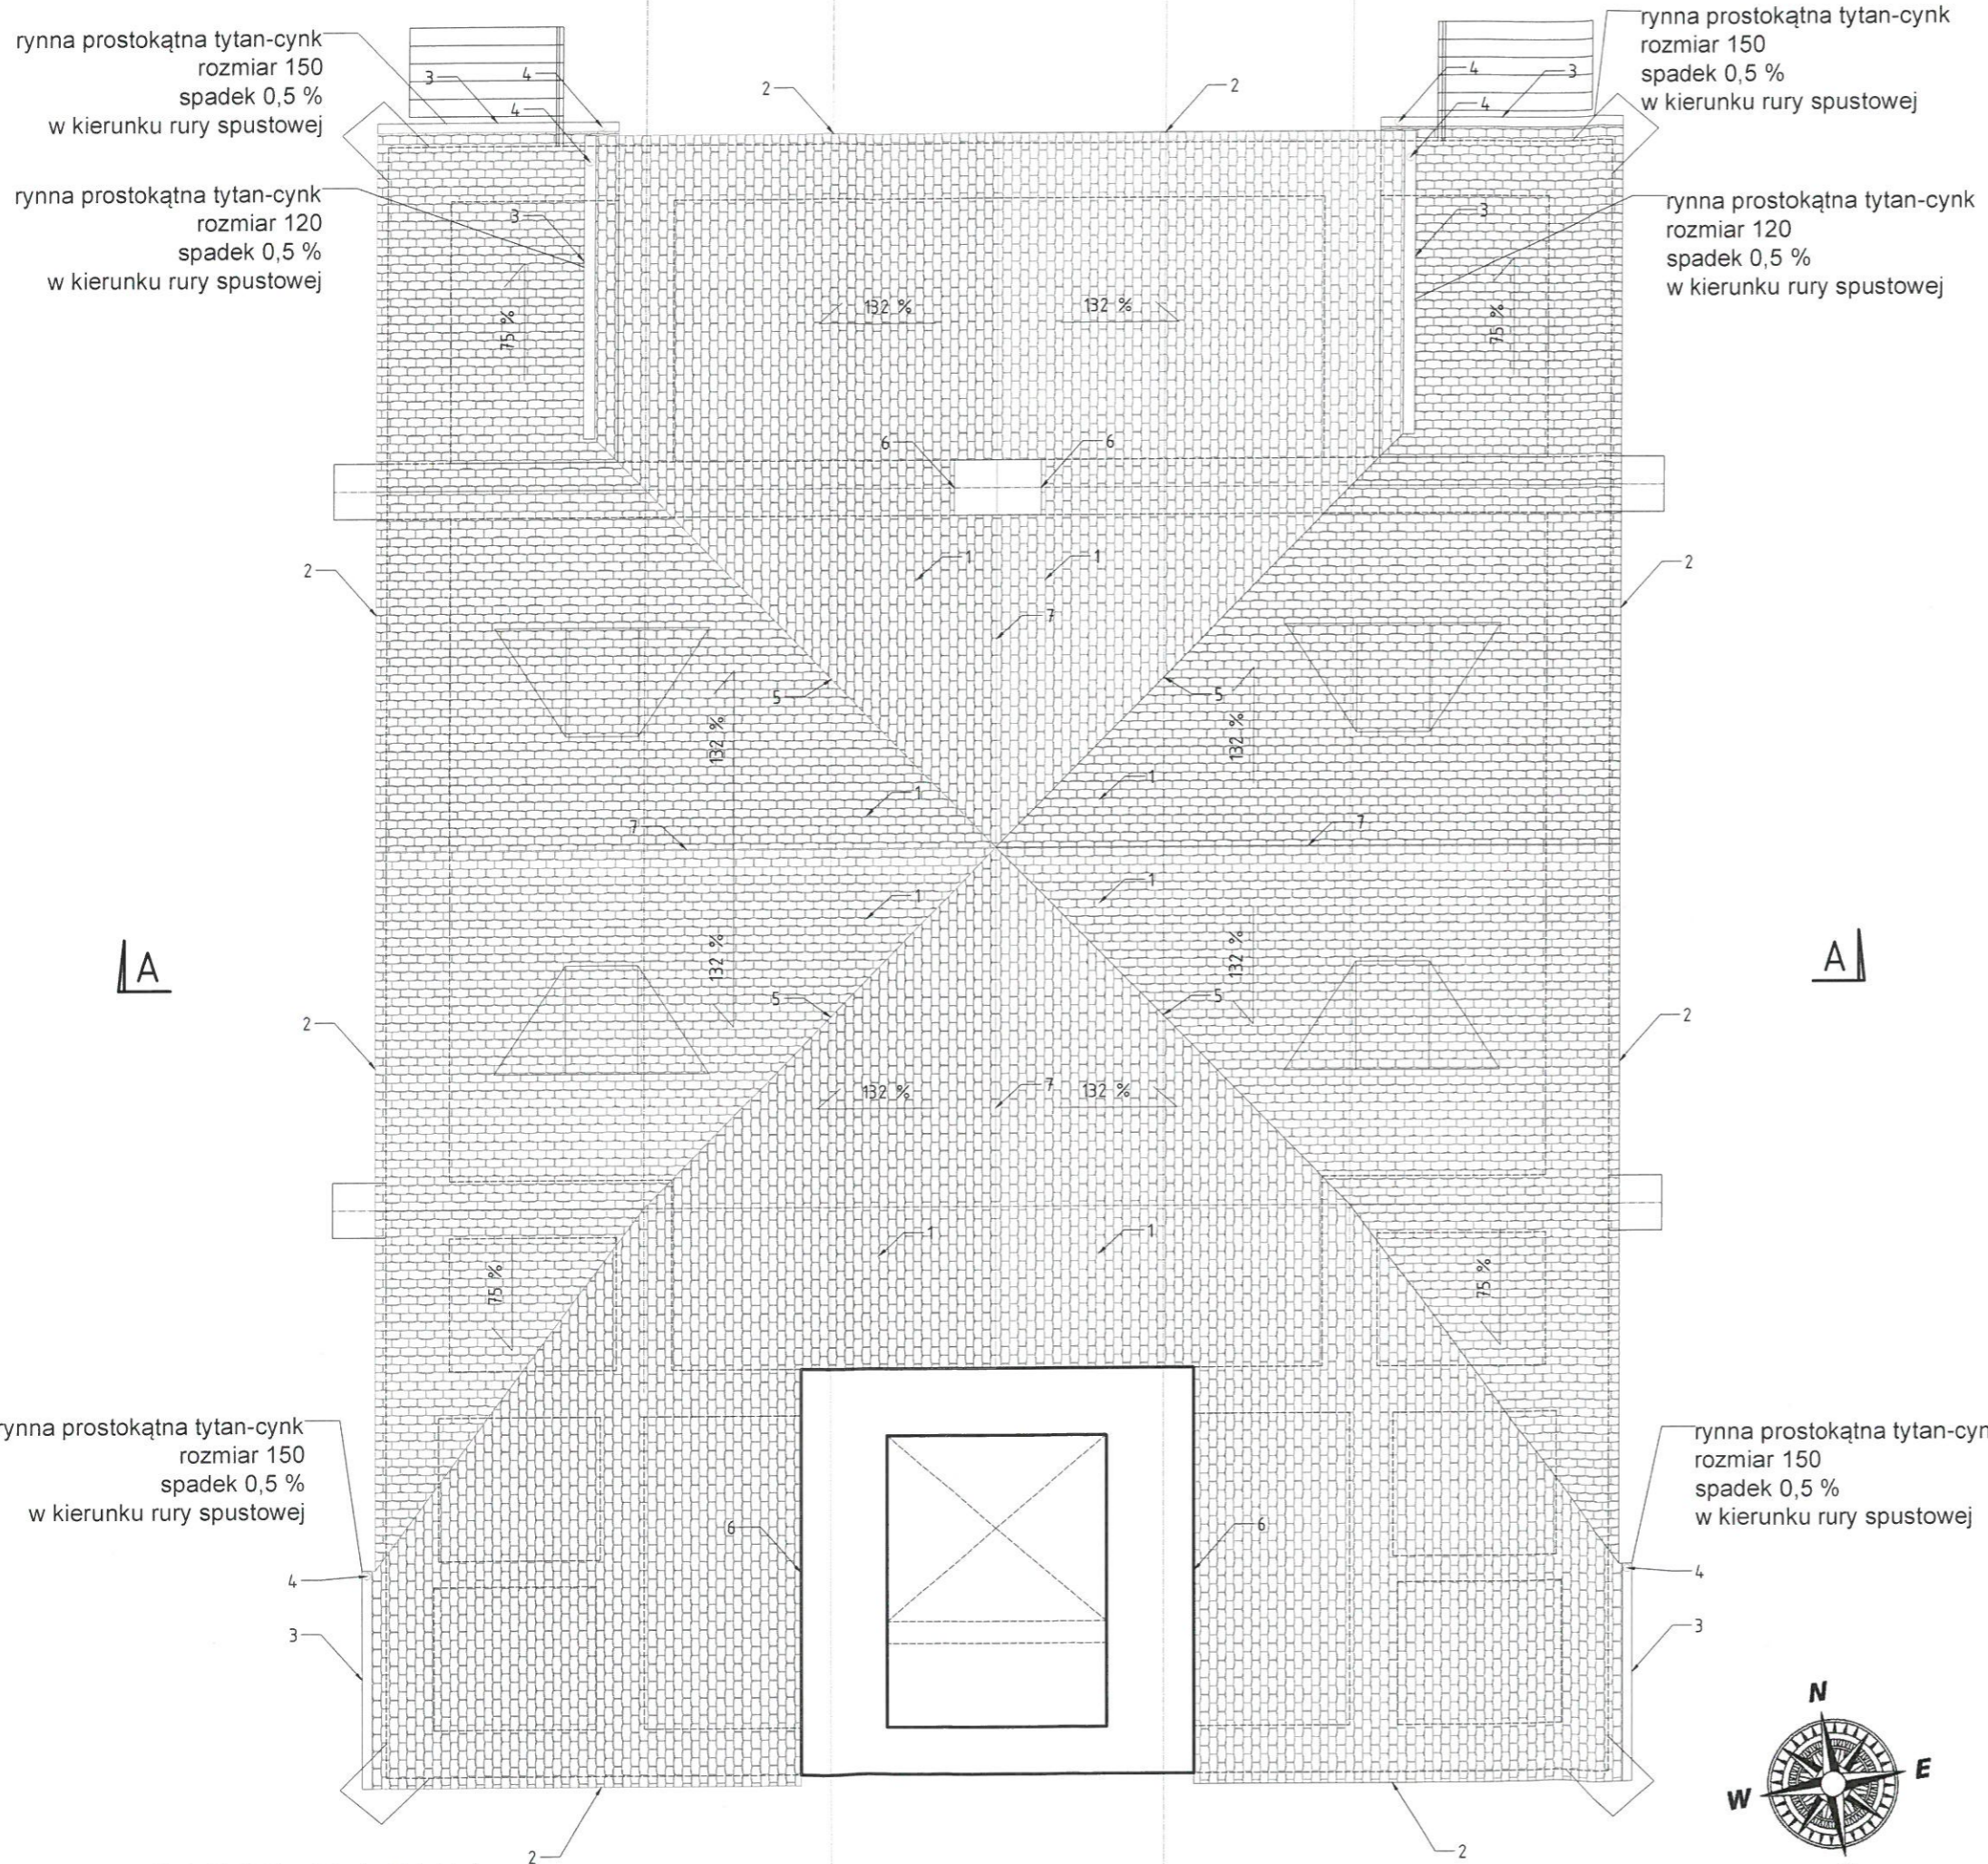 rynna prostokątna tytan-cynk
rozmiar 150
spadek 0,5 %
w kierunku rury spustowej
rynna prostokątna tytan-cynk
rozmiar 150
spadek 0,5 %
w kierunku rury spustowej
3
4
4
2
2
4
3
4
rynna prostokątna tytan-cynk
rozmiar 120
spadek 0,5 %
w kierunku rury spustowej
rynna prostokątna tytan-cynk
rozmiar 120
spadek 0,5 %
w kierunku rury spustowej
3
3
75 %
132 %
132 %
75 %
6
6
2
1
1
2
7
5
5
132 %
132 %
1
1
7
7
1
1
A
132 %
132 %
A
5
5
2
2
132 %
7
132 %
1
1
75 %
75 %
rynna prostokątna tytan-cynk
rozmiar 150
spadek 0,5 %
w kierunku rury spustowej
rynna prostokątna tytan-cyn
rozmiar 150
spadek 0,5 %
w kierunku rury spustowej
6
6
4
4
3
3
2
2
N
E
W